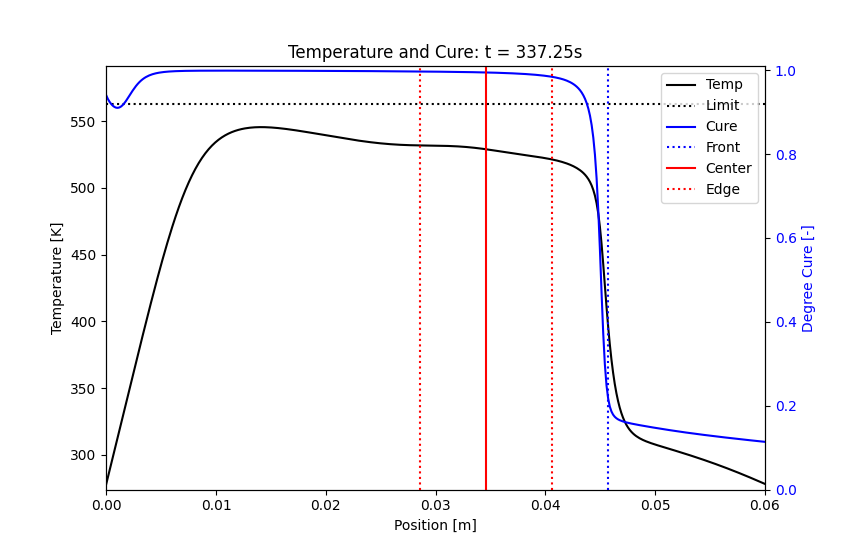 Temperature and Cure: t = 337.25s
Temp
Limit
Cure
Front
Center
Edge
Temperature [K]
550
500
450
400
350
300
1.0
0.8
0.6
0.4
0.2
0.0
Degree Cure [-]
0.00
0.01
0.02
0.03
0.04
0.05
0.06
Position [m]